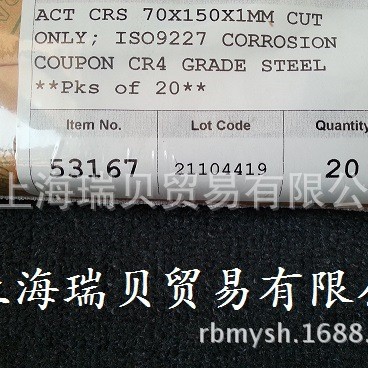 ACT CRS 70X150X1MM CUT
ONLY; ISO9227 CORROSION
COUPON CR4 GRADE STEEL
**Pks of 20**
Item No. Lot Code Quantity
53167 21104419 20
上海瑞贝贸易有限公
上海瑞贝贸易有限公
rbmysh.1688.